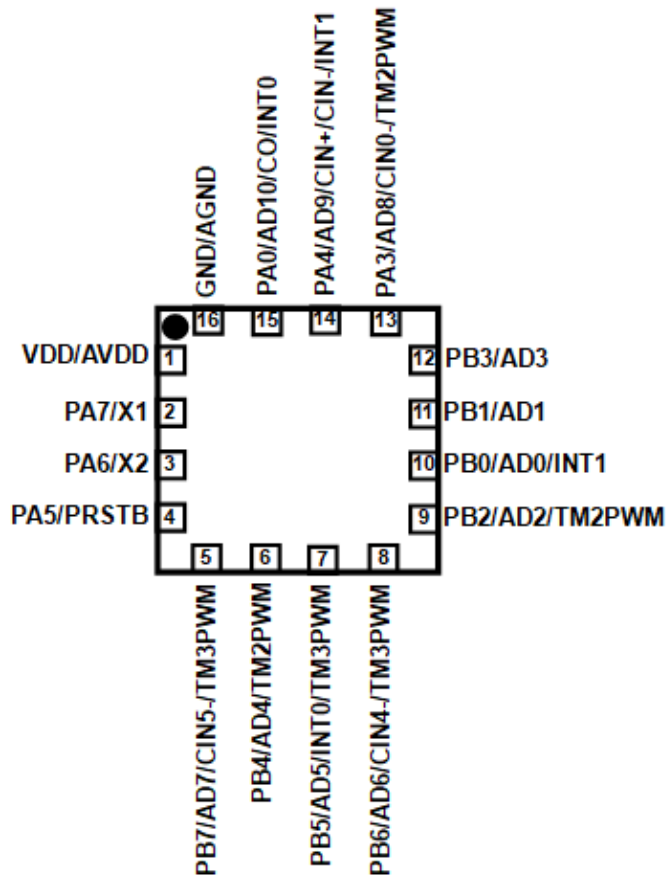 GND/AGND
PA0/AD10/CO/INT0
PA4/AD9/CIN+/CIN-/INT1
PA3/AD8/CIN0-/TM2PWM
16
15
14
13
VDD/AVDD
1
12
PB3/AD3
PA7/X1
2
11
PB1/AD1
PA6/X2
3
10
PB0/AD0/INT1
PA5/PRSTB
4
9
PB2/AD2/TM2PWM
5
6
7
8
PB7/AD7/CIN5-/TM3PWM
PB4/AD4/TM2PWM
PB5/AD5/INT0/TM3PWM
PB6/AD6/CIN4-/TM3PWM